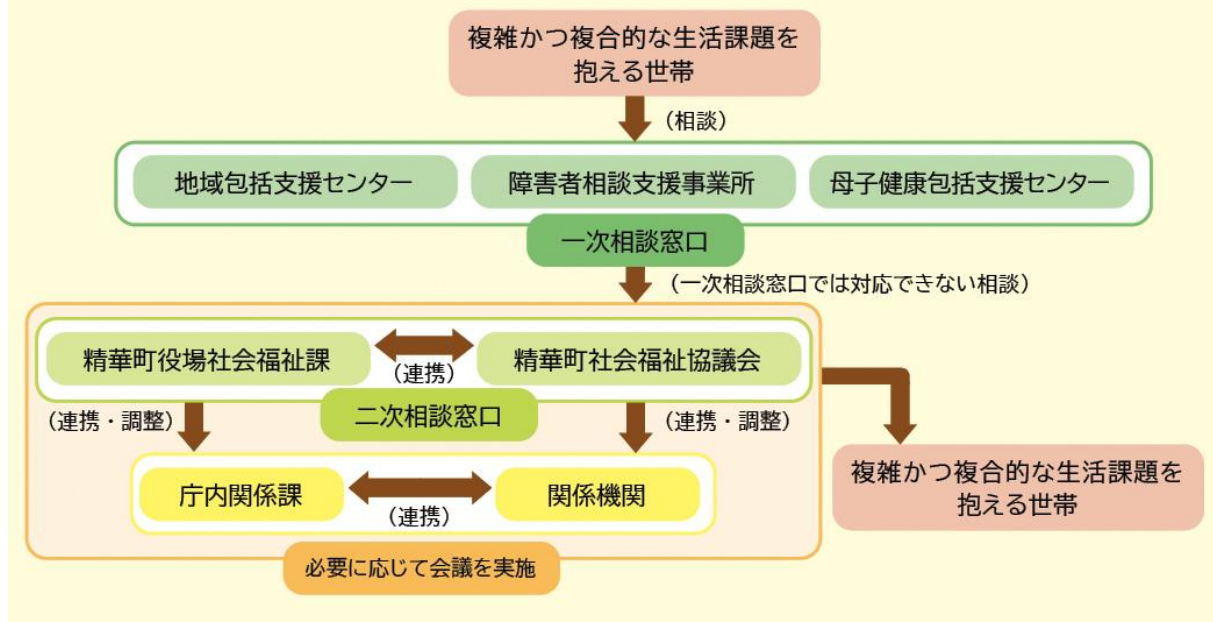 複雑かつ複合的な生活課題を
抱える世帯
(相談)
地域包括支援センター
障害者相談支援事業所
母子健康包括支援センター
一次相談窓口
(一次相談窓口では対応できない相談)
精華町役場社会福祉課
(連携)
精華町社会福祉協議会
(連携・調整)
二次相談窓口
(連携・調整)
庁内関係課
(連携)
関係機関
複雑かつ複合的な生活課題を
抱える世帯
必要に応じて会議を実施